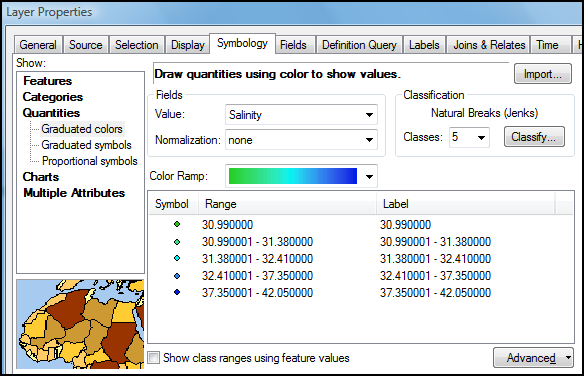 Layer Properties
General Source Selection Display Symbology Fields Definition Query Labels Joins & Relates Time
Show:
Features
Categories
Quantities
Graduated colors
Graduated symbols
Proportional symbols
Charts
Multiple Attributes
Draw quantities using color to show values.
Import...
Fields
Value: Salinity
Normalization: none
Classification
Natural Breaks (Jenks)
Classes: 5 Classify...
Color Ramp:
Symbol Range Label
30.990000 30.990000
30.990001 - 31.380000 30.990001 - 31.380000
31.380001 - 32.410000 31.380001 - 32.410000
32.410001 - 37.350000 32.410001 - 37.350000
37.350001 - 42.050000 37.350001 - 42.050000
Show class ranges using feature values
Advanced